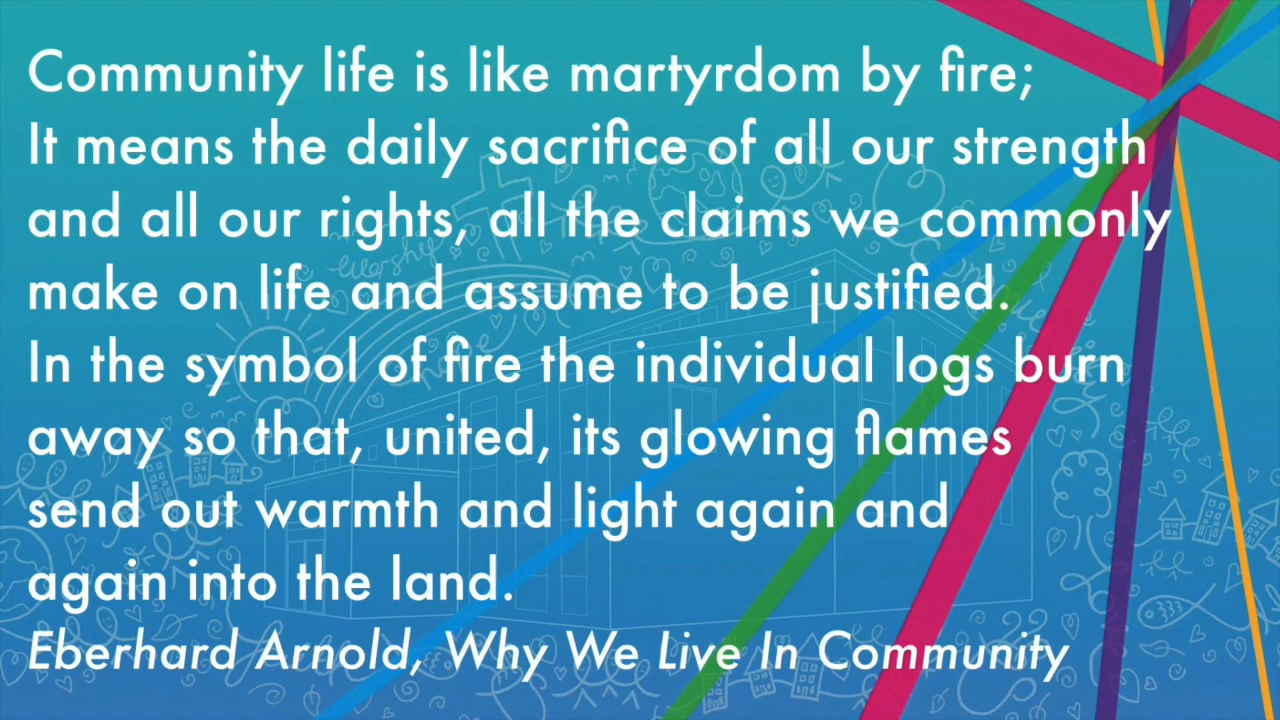 Community life is like martyrdom by fire;
It means the daily sacrifice of all our strength
and all our rights, all the claims we commonly
make on life and assume to be justified.
In the symbol of fire the individual logs burn
away so that, united, its glowing flames
send out warmth and light again and
again into the land.
Eberhard Arnold, Why We Live In Community
worship
hope